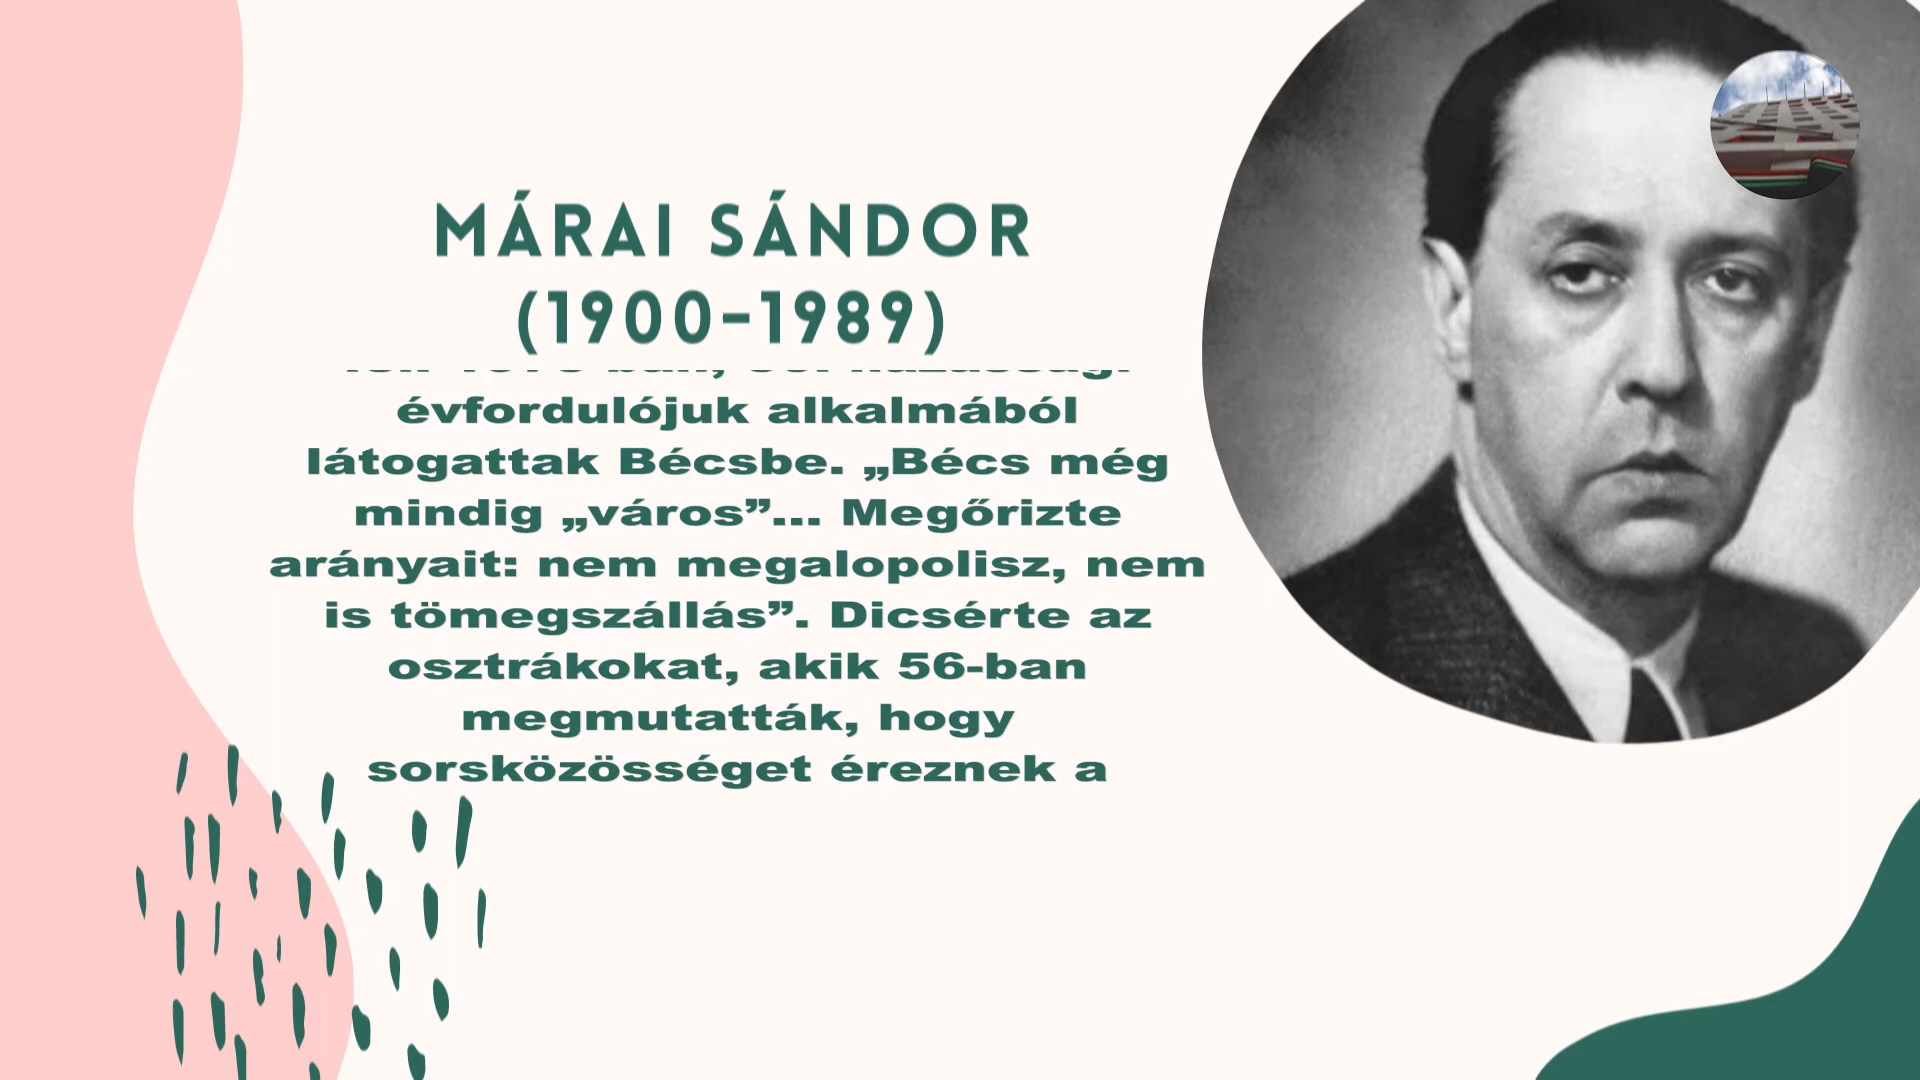 MÁRAI SÁNDOR
(1900-1989)
évfordulójuk alkalmából
látogattak Bécsbe. „Bécs még
mindig „város”... Megőrizte
arányait: nem megalopolisz, nem
is tömegszállás”. Dicsérte az
osztrákokat, akik 56-ban
megmutatták, hogy
sorsközösséget éreznek a